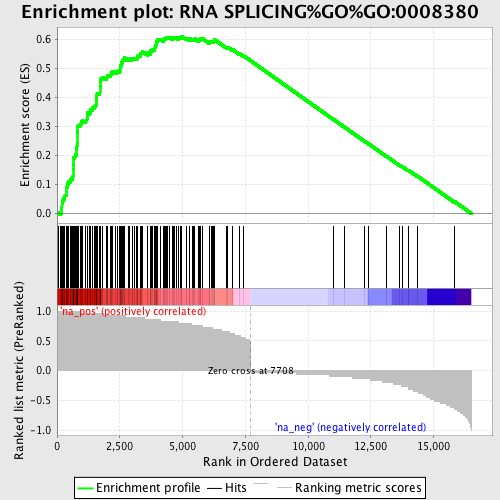 Enrichment plot: RNA SPLICING%GO%GO:0008380
Enrichment score (ES)
0.6
0.5
0.4
0.3
0.2
0.1
0.0
Ranked list metric (PreRanked)
1.0
0.5
0.0
-0.5
-1.0
'na_pos' (positively correlated)
Zero cross at 7708
'na_neg' (negatively correlated)
0 2,500 5,000 7,500 10,000 12,500 15,000
Rank in Ordered Dataset
Enrichment profile Hits Ranking metric scores